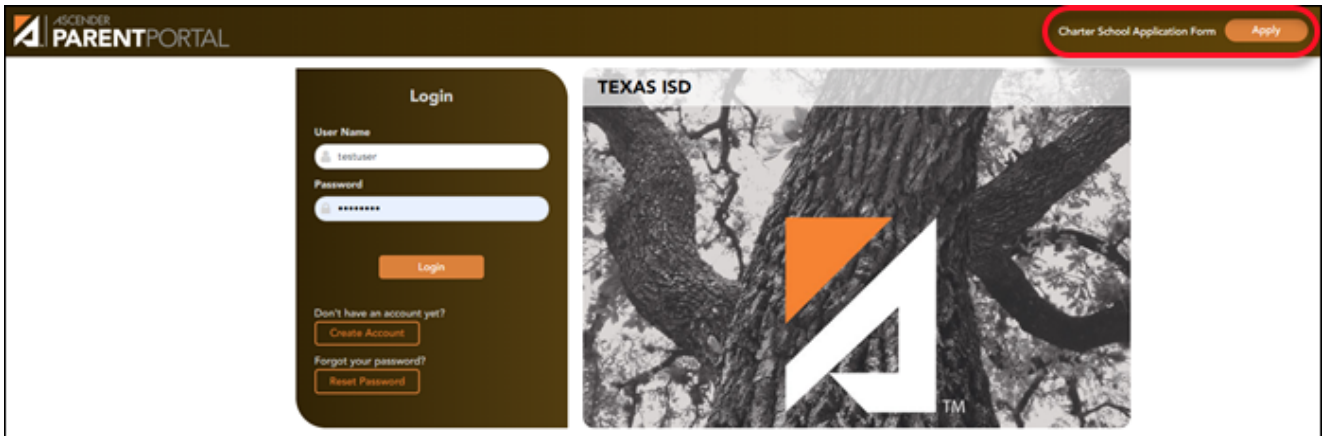 ASCENDER
PARENTPORTAL
Charter School Application Form Apply
Login
User Name
testuser
Password
••••••••
Login
Don't have an account yet?
Create Account
Forgot your password?
Reset Password
TEXAS ISD
TM